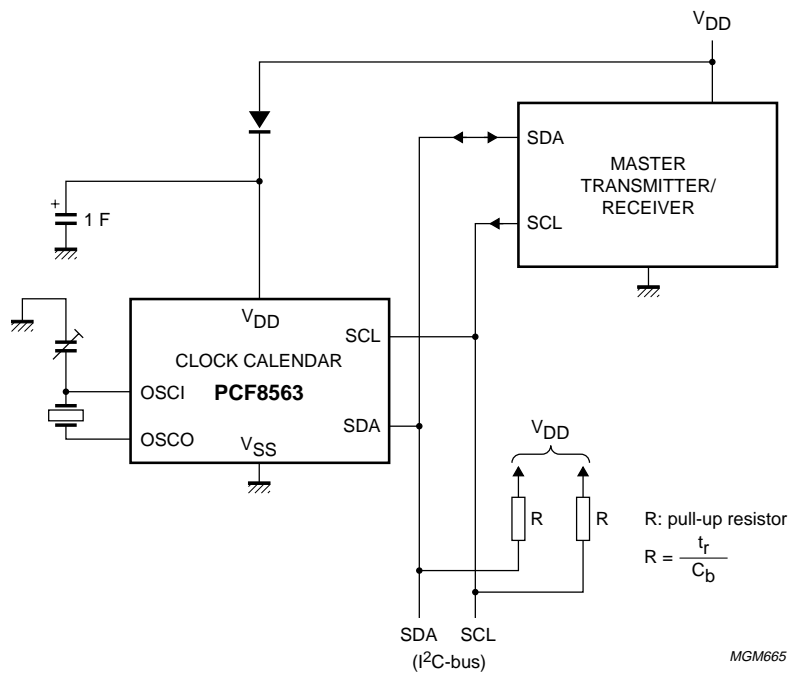 VDD
SDA
MASTER
TRANSMITTER/
RECEIVER
SCL
+
1 F
VDD
SCL
CLOCK CALENDAR
PCF8563
OSCI
OSCO
SDA
VSS
VDD
R
R
R: pull-up resistor
R = tr / Cb
SDA SCL
(I²C-bus)
MGM665